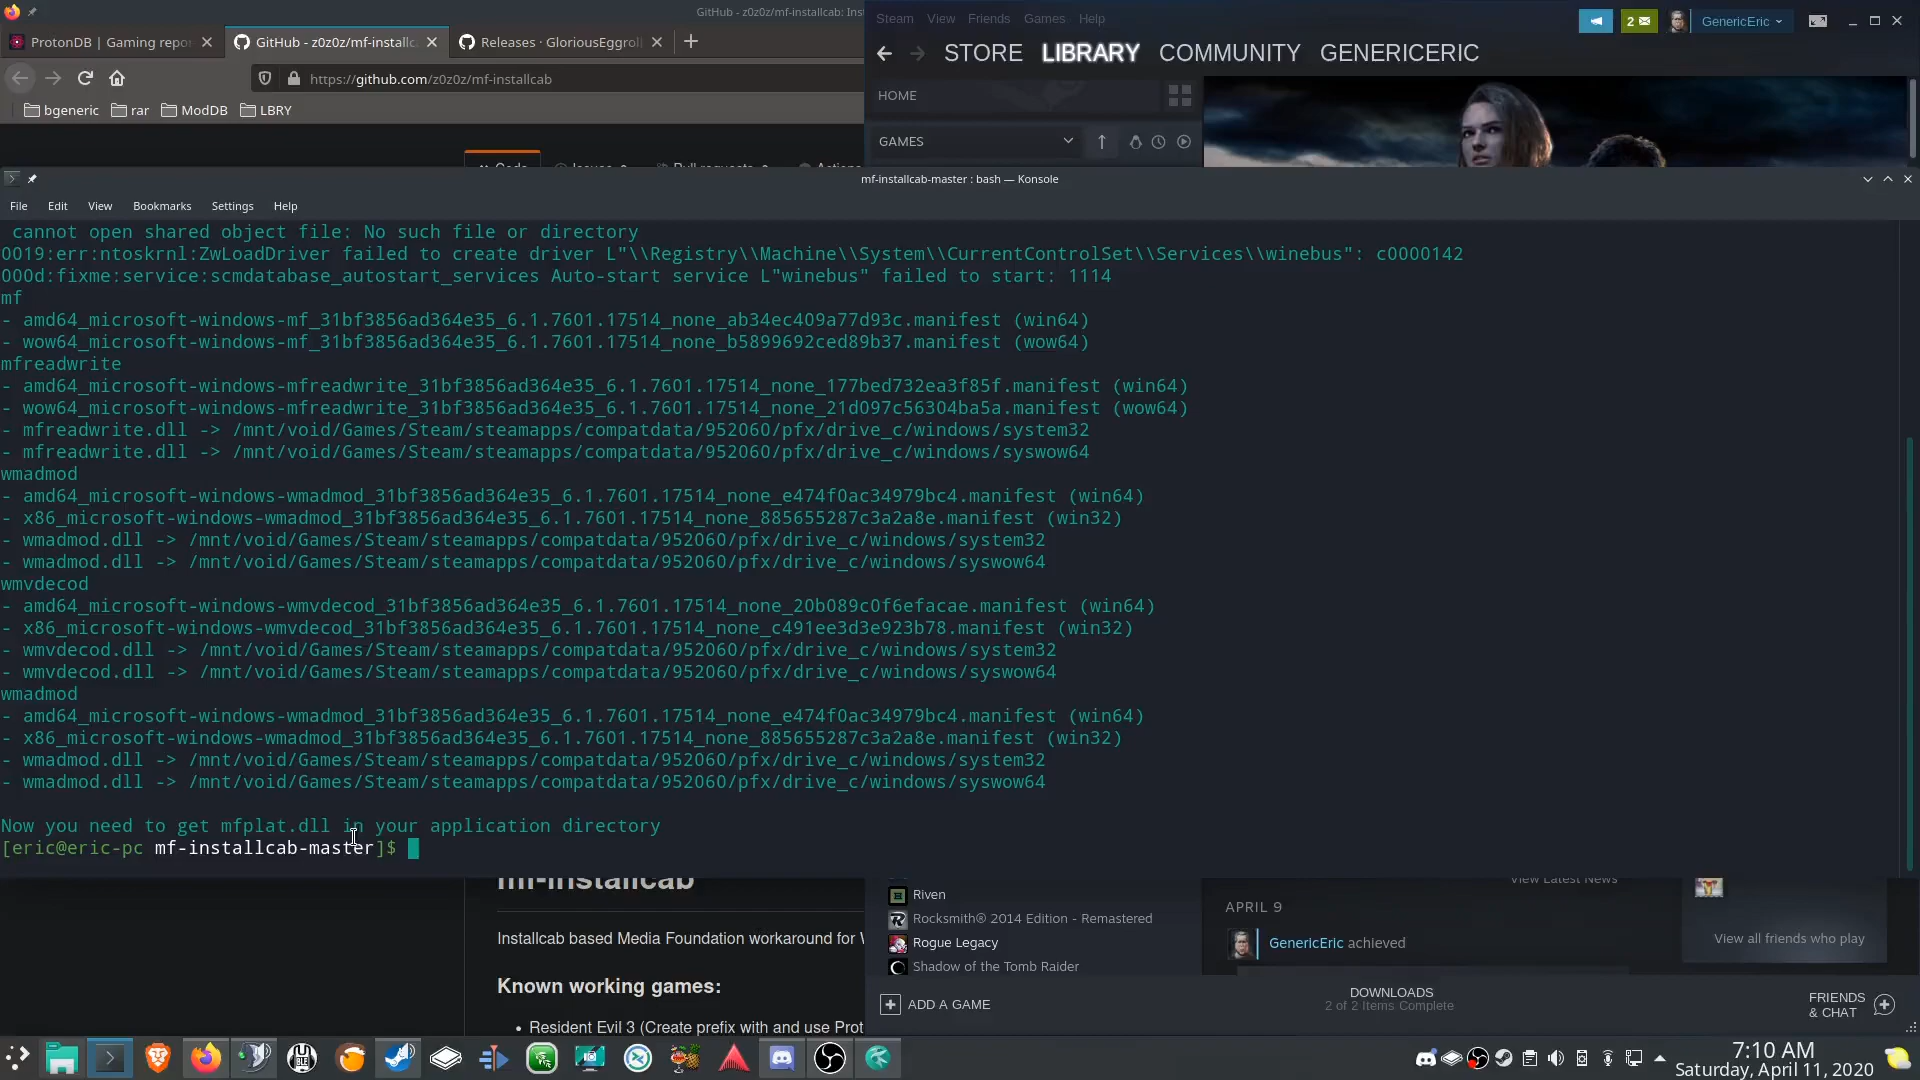 GitHub - z0z0z/mf-installcab: Ins
ProtonDB | Gaming repo
GitHub - z0z0z/mf-installc
Releases · GloriousEggrol
https://github.com/z0z0z/mf-installcab
bgeneric
rar
ModDB
LBRY
Steam View Friends Games Help
2
GenericEric
STORE LIBRARY COMMUNITY GENERICERIC
HOME
GAMES
mf-installcab-master : bash — Konsole
File Edit View Bookmarks Settings Help
cannot open shared object file: No such file or directory
0019:err:ntoskrnl:ZwLoadDriver failed to create driver L"\\Registry\\Machine\\System\\CurrentControlSet\\Services\\winebus": c0000142
000d:fixme:service:scmdatabase_autostart_services Auto-start service L"winebus" failed to start: 1114
mf
- amd64_microsoft-windows-mf_31bf3856ad364e35_6.1.7601.17514_none_ab34ec409a77d93c.manifest (win64)
- wow64_microsoft-windows-mf_31bf3856ad364e35_6.1.7601.17514_none_b5899692ced89b37.manifest (wow64)
mfreadwrite
- amd64_microsoft-windows-mfreadwrite_31bf3856ad364e35_6.1.7601.17514_none_177bed732ea3f85f.manifest (win64)
- wow64_microsoft-windows-mfreadwrite_31bf3856ad364e35_6.1.7601.17514_none_21d097c56304ba5a.manifest (wow64)
- mfreadwrite.dll -> /mnt/void/Games/Steam/steamapps/compatdata/952060/pfx/drive_c/windows/system32
- mfreadwrite.dll -> /mnt/void/Games/Steam/steamapps/compatdata/952060/pfx/drive_c/windows/syswow64
wmadmod
- amd64_microsoft-windows-wmadmod_31bf3856ad364e35_6.1.7601.17514_none_e474f0ac34979bc4.manifest (win64)
- x86_microsoft-windows-wmadmod_31bf3856ad364e35_6.1.7601.17514_none_885655287c3a2a8e.manifest (win32)
- wmadmod.dll -> /mnt/void/Games/Steam/steamapps/compatdata/952060/pfx/drive_c/windows/system32
- wmadmod.dll -> /mnt/void/Games/Steam/steamapps/compatdata/952060/pfx/drive_c/windows/syswow64
wmvdecod
- amd64_microsoft-windows-wmvdecod_31bf3856ad364e35_6.1.7601.17514_none_20b089c0f6efacae.manifest (win64)
- x86_microsoft-windows-wmvdecod_31bf3856ad364e35_6.1.7601.17514_none_c491ee3d3e923b78.manifest (win32)
- wmvdecod.dll -> /mnt/void/Games/Steam/steamapps/compatdata/952060/pfx/drive_c/windows/system32
- wmvdecod.dll -> /mnt/void/Games/Steam/steamapps/compatdata/952060/pfx/drive_c/windows/syswow64
wmadmod
- amd64_microsoft-windows-wmadmod_31bf3856ad364e35_6.1.7601.17514_none_e474f0ac34979bc4.manifest (win64)
- x86_microsoft-windows-wmadmod_31bf3856ad364e35_6.1.7601.17514_none_885655287c3a2a8e.manifest (win32)
- wmadmod.dll -> /mnt/void/Games/Steam/steamapps/compatdata/952060/pfx/drive_c/windows/system32
- wmadmod.dll -> /mnt/void/Games/Steam/steamapps/compatdata/952060/pfx/drive_c/windows/syswow64
Now you need to get mfplat.dll in your application directory
[eric@eric-pc mf-installcab-master]$
mf-installcab
Installcab based Media Foundation workaround for W
Known working games:
• Resident Evil 3 (Create prefix with and use Prot
Riven
Rocksmith® 2014 Edition - Remastered
Rogue Legacy
Shadow of the Tomb Raider
ADD A GAME
View Latest News
APRIL 9
GenericEric achieved
View all friends who play
DOWNLOADS
2 of 2 Items Complete
FRIENDS
& CHAT
7:10 AM
Saturday, April 11, 2020